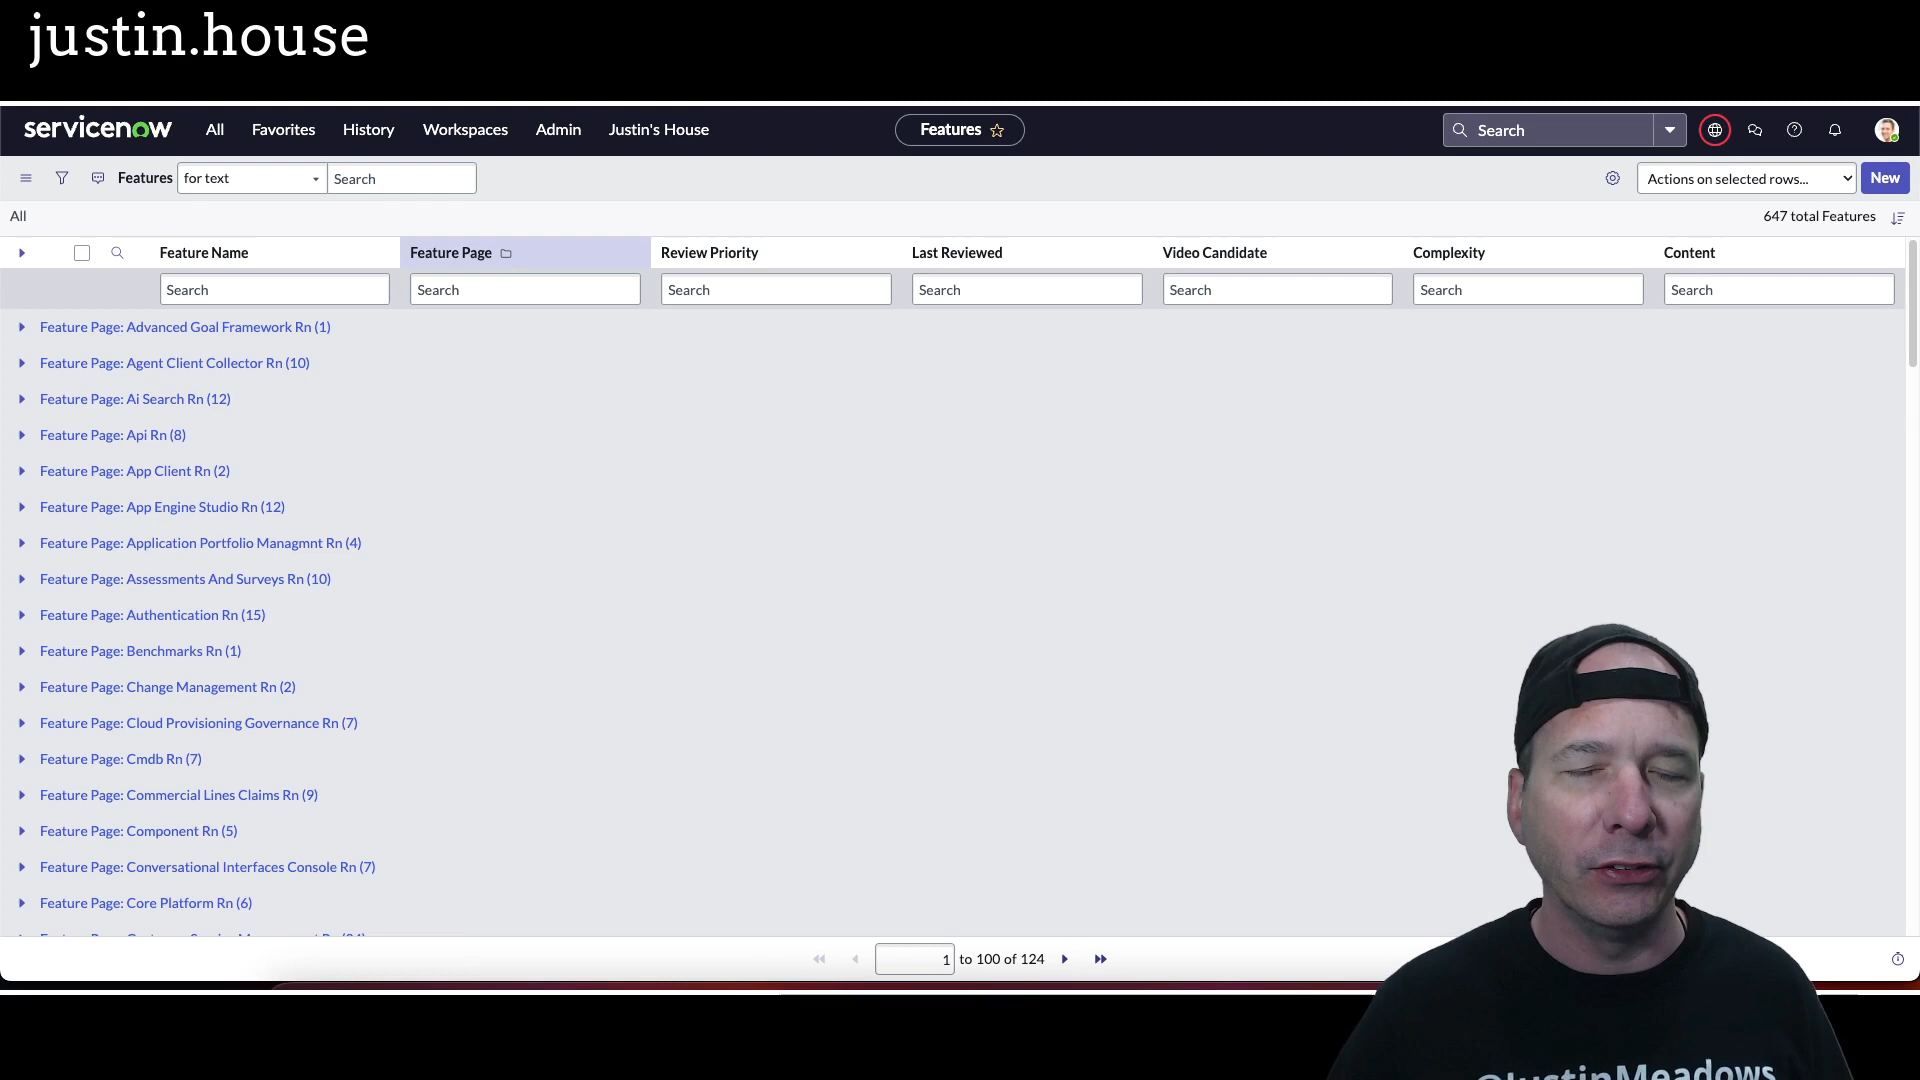 justin.house
servicenow All Favorites History Workspaces Admin Justin's House Features Search
Features for text Search Actions on selected rows... New
All 647 total Features
Feature Name Feature Page Review Priority Last Reviewed Video Candidate Complexity Content
Search Search Search Search Search Search Search
Feature Page: Advanced Goal Framework Rn (1)
Feature Page: Agent Client Collector Rn (10)
Feature Page: Ai Search Rn (12)
Feature Page: Api Rn (8)
Feature Page: App Client Rn (2)
Feature Page: App Engine Studio Rn (12)
Feature Page: Application Portfolio Managmnt Rn (4)
Feature Page: Assessments And Surveys Rn (10)
Feature Page: Authentication Rn (15)
Feature Page: Benchmarks Rn (1)
Feature Page: Change Management Rn (2)
Feature Page: Cloud Provisioning Governance Rn (7)
Feature Page: Cmdb Rn (7)
Feature Page: Commercial Lines Claims Rn (9)
Feature Page: Component Rn (5)
Feature Page: Conversational Interfaces Console Rn (7)
Feature Page: Core Platform Rn (6)
1 to 100 of 124
@JustinMeadows